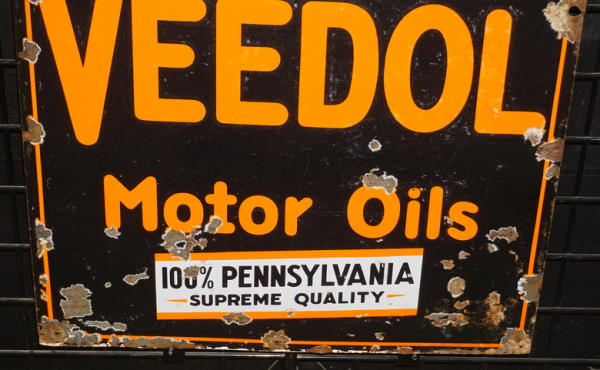 VEEDOL
Motor Oils
100% PENNSYLVANIA
SUPREME QUALITY